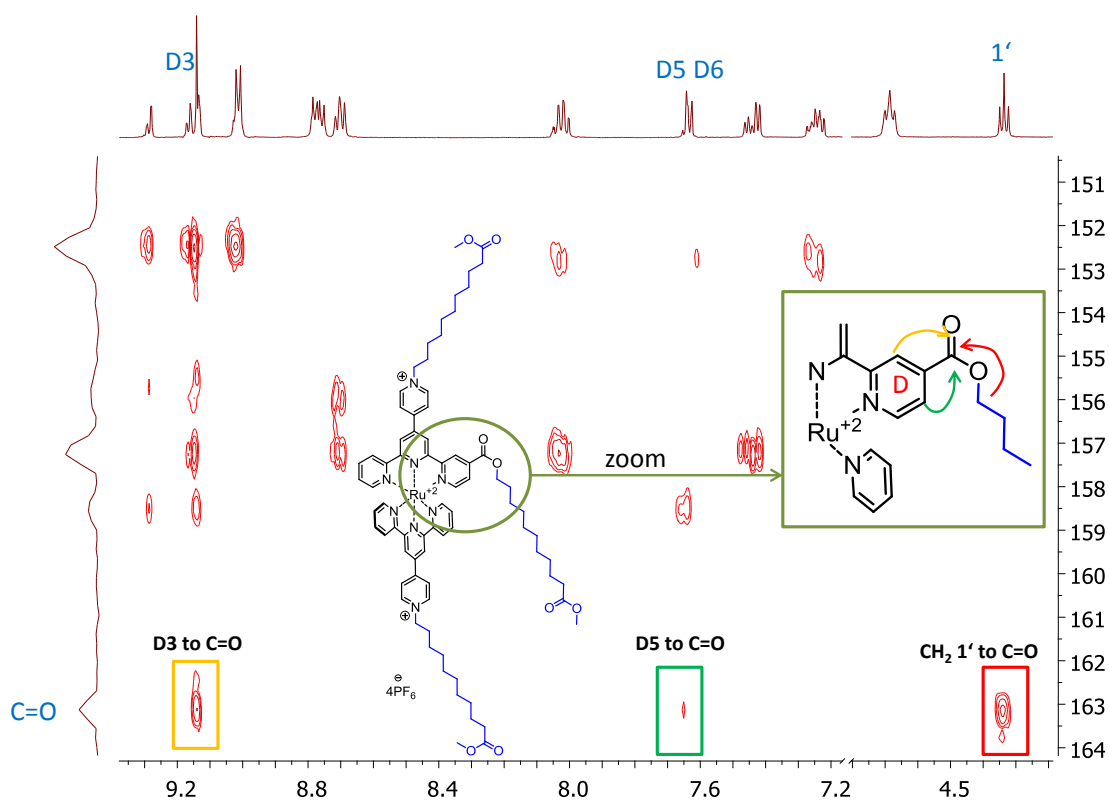 D3
D5 D6
1‘
151
152
153
154
155
156
157
158
159
160
161
162
163
164
O
O
N
⊕
N
N
N
Ru
+2
N
N
N
O
O
N
⊕
O
O
⊖
4PF6
O
O
zoom
O
O
D
N
N
Ru
+2
N
D3 to C=O
D5 to C=O
CH2 1‘ to C=O
C=O
9.2 8.8 8.4 8.0 7.6 7.2 4.5